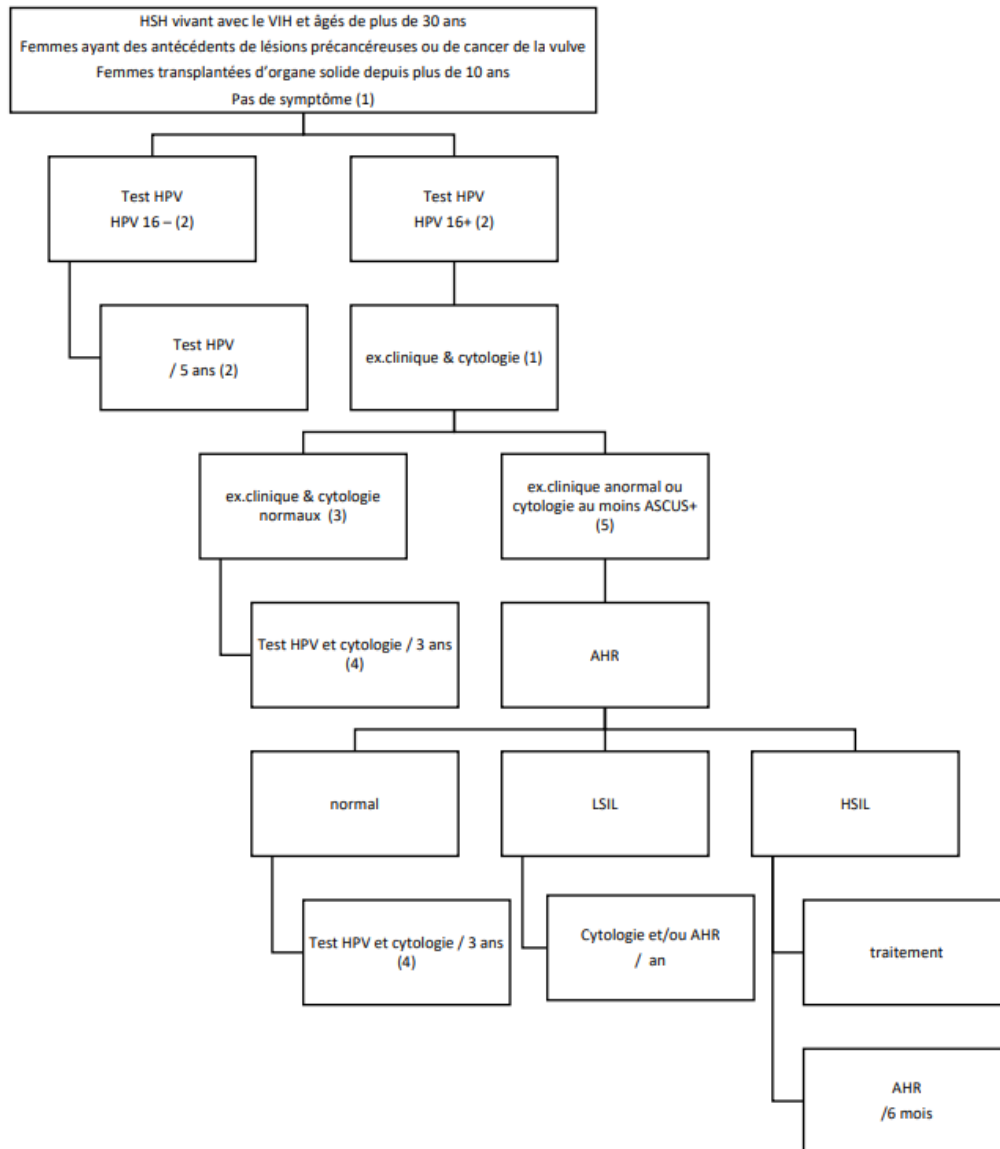 HSH vivant avec le VIH et âgés de plus de 30 ans
Femmes ayant des antécédents de lésions précancéreuses ou de cancer de la vulve
Femmes transplantées d'organe solide depuis plus de 10 ans
Pas de symptôme (1)
Test HPV
HPV 16 – (2)
Test HPV
HPV 16+ (2)
Test HPV
/ 5 ans (2)
ex.clinique & cytologie (1)
ex.clinique & cytologie
normaux (3)
ex.clinique anormal ou
cytologie au moins ASCUS+
(5)
Test HPV et cytologie / 3 ans
(4)
AHR
normal
LSIL
HSIL
Test HPV et cytologie / 3 ans
(4)
Cytologie et/ou AHR
/ an
traitement
AHR
/6 mois